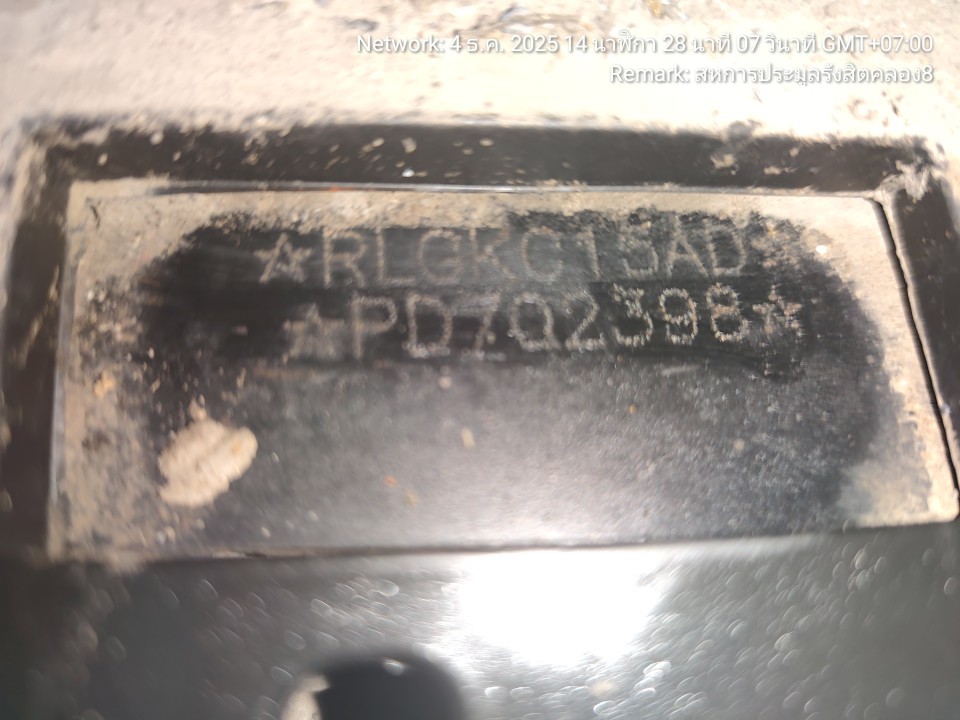 Network: 4 ธ.ค. 2025 14 นาฬิกา 28 นาที 07 วินาที GMT+07:00
Remark: สหการประมูลรังสิตคลอง8
☆RLGKC15AD
☆PD7Q2398☆